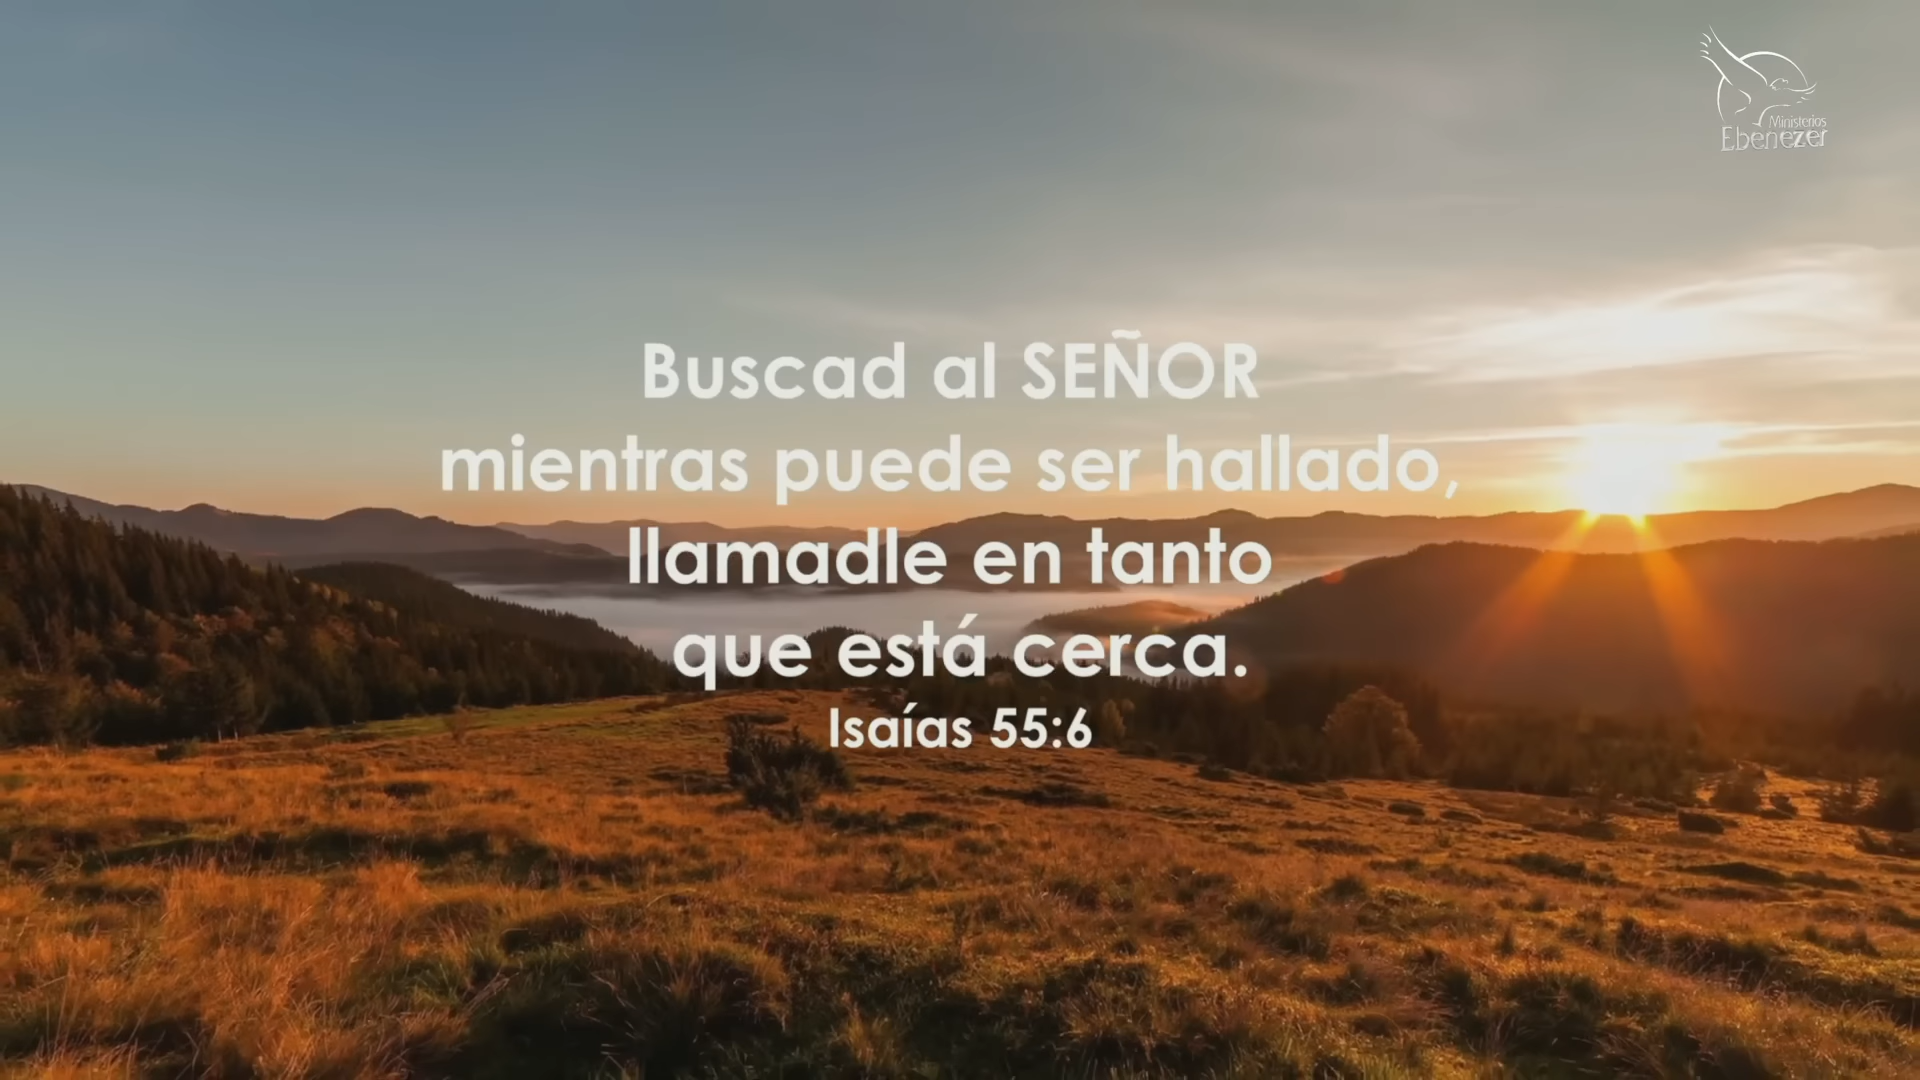 Ministerios
Ebenezer
Buscad al SEÑOR
mientras puede ser hallado,
llamadle en tanto
que está cerca.
Isaías 55:6